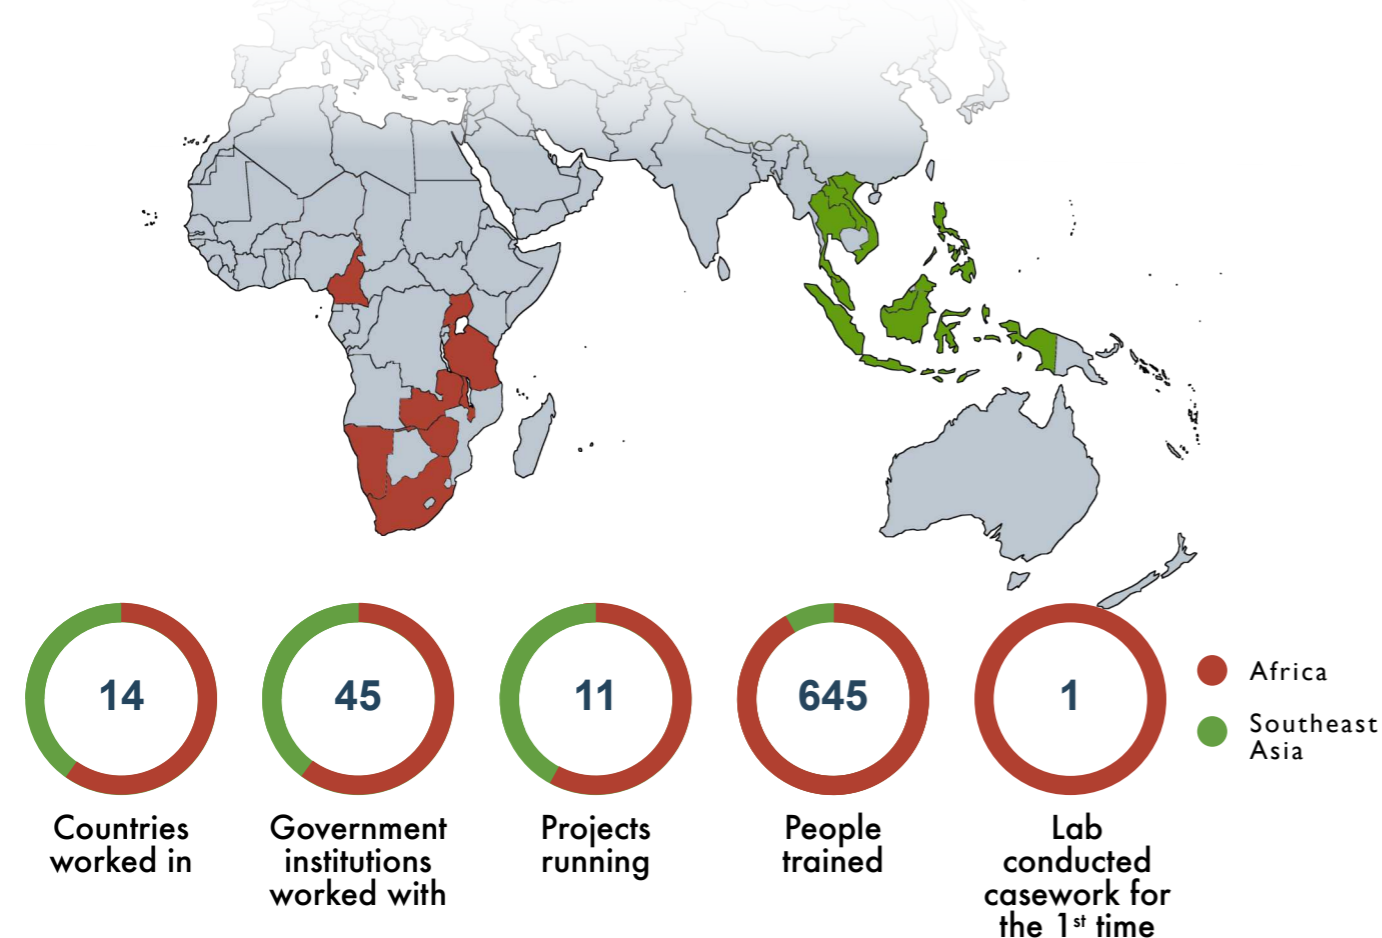 14
45
11
645
1
Africa
Southeast
Asia
Countries
worked in
Government
institutions
worked with
Projects
running
People
trained
Lab
conducted
casework for
the 1st time